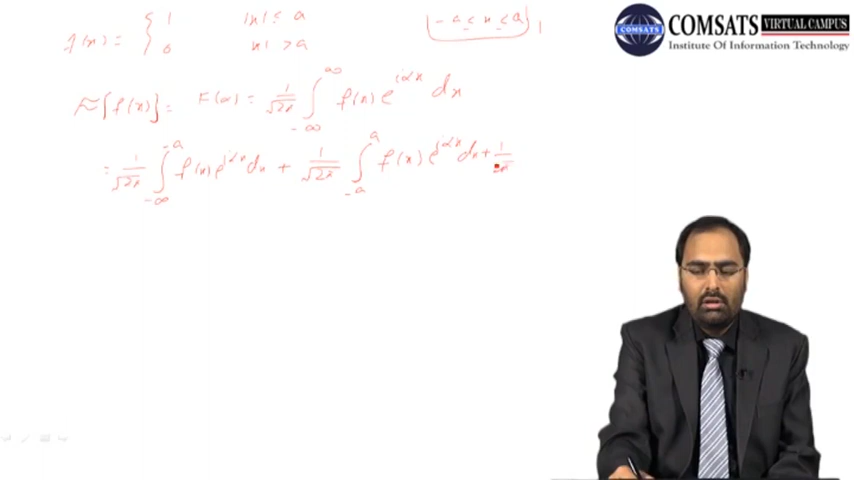 f(x) = { 1 |x| ≤ a
0 |x| > a
-a ≤ x ≤ a
COMSATS VIRTUAL CAMPUS
COMSATS
Institute Of Information Technology
{f(x)} = F(α) = 1/√2π ∫_{-∞}^{∞} f(x) e^{iαx} dx
= 1/√2π ∫_{-∞}^{-a} f(x) e^{iαx} dx + 1/√2π ∫_{-a}^{a} f(x) e^{iαx} dx + 1/√2π